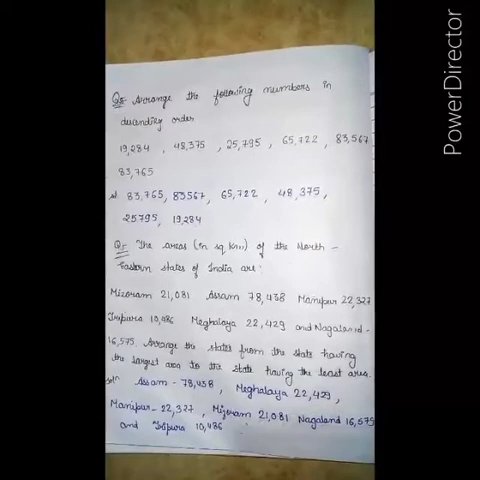 Q5: Arrange the following numbers in
descending order
19,284 , 48,375 , 25,795 , 65,722 , 83,567
83,765
sol 83,765, 83567 , 65,722 , 48,375 ,
25795 , 19,284
Q6: The areas (in sq km) of the North -
Eastern states of India are:
Mizoram 21,081 Assam 78,438 Manipur 22,327
Tripura 10,486 Meghalaya 22,429 and Nagaland -
16,575. Arrange the states from the state having
the largest area to the state having the least area.
solⁿ Assam - 78,438 , Meghalaya 22,429 ,
Manipur - 22,327 , Mizoram 21,081 Nagaland 16,579
and Tripura 10,486
PowerDirector